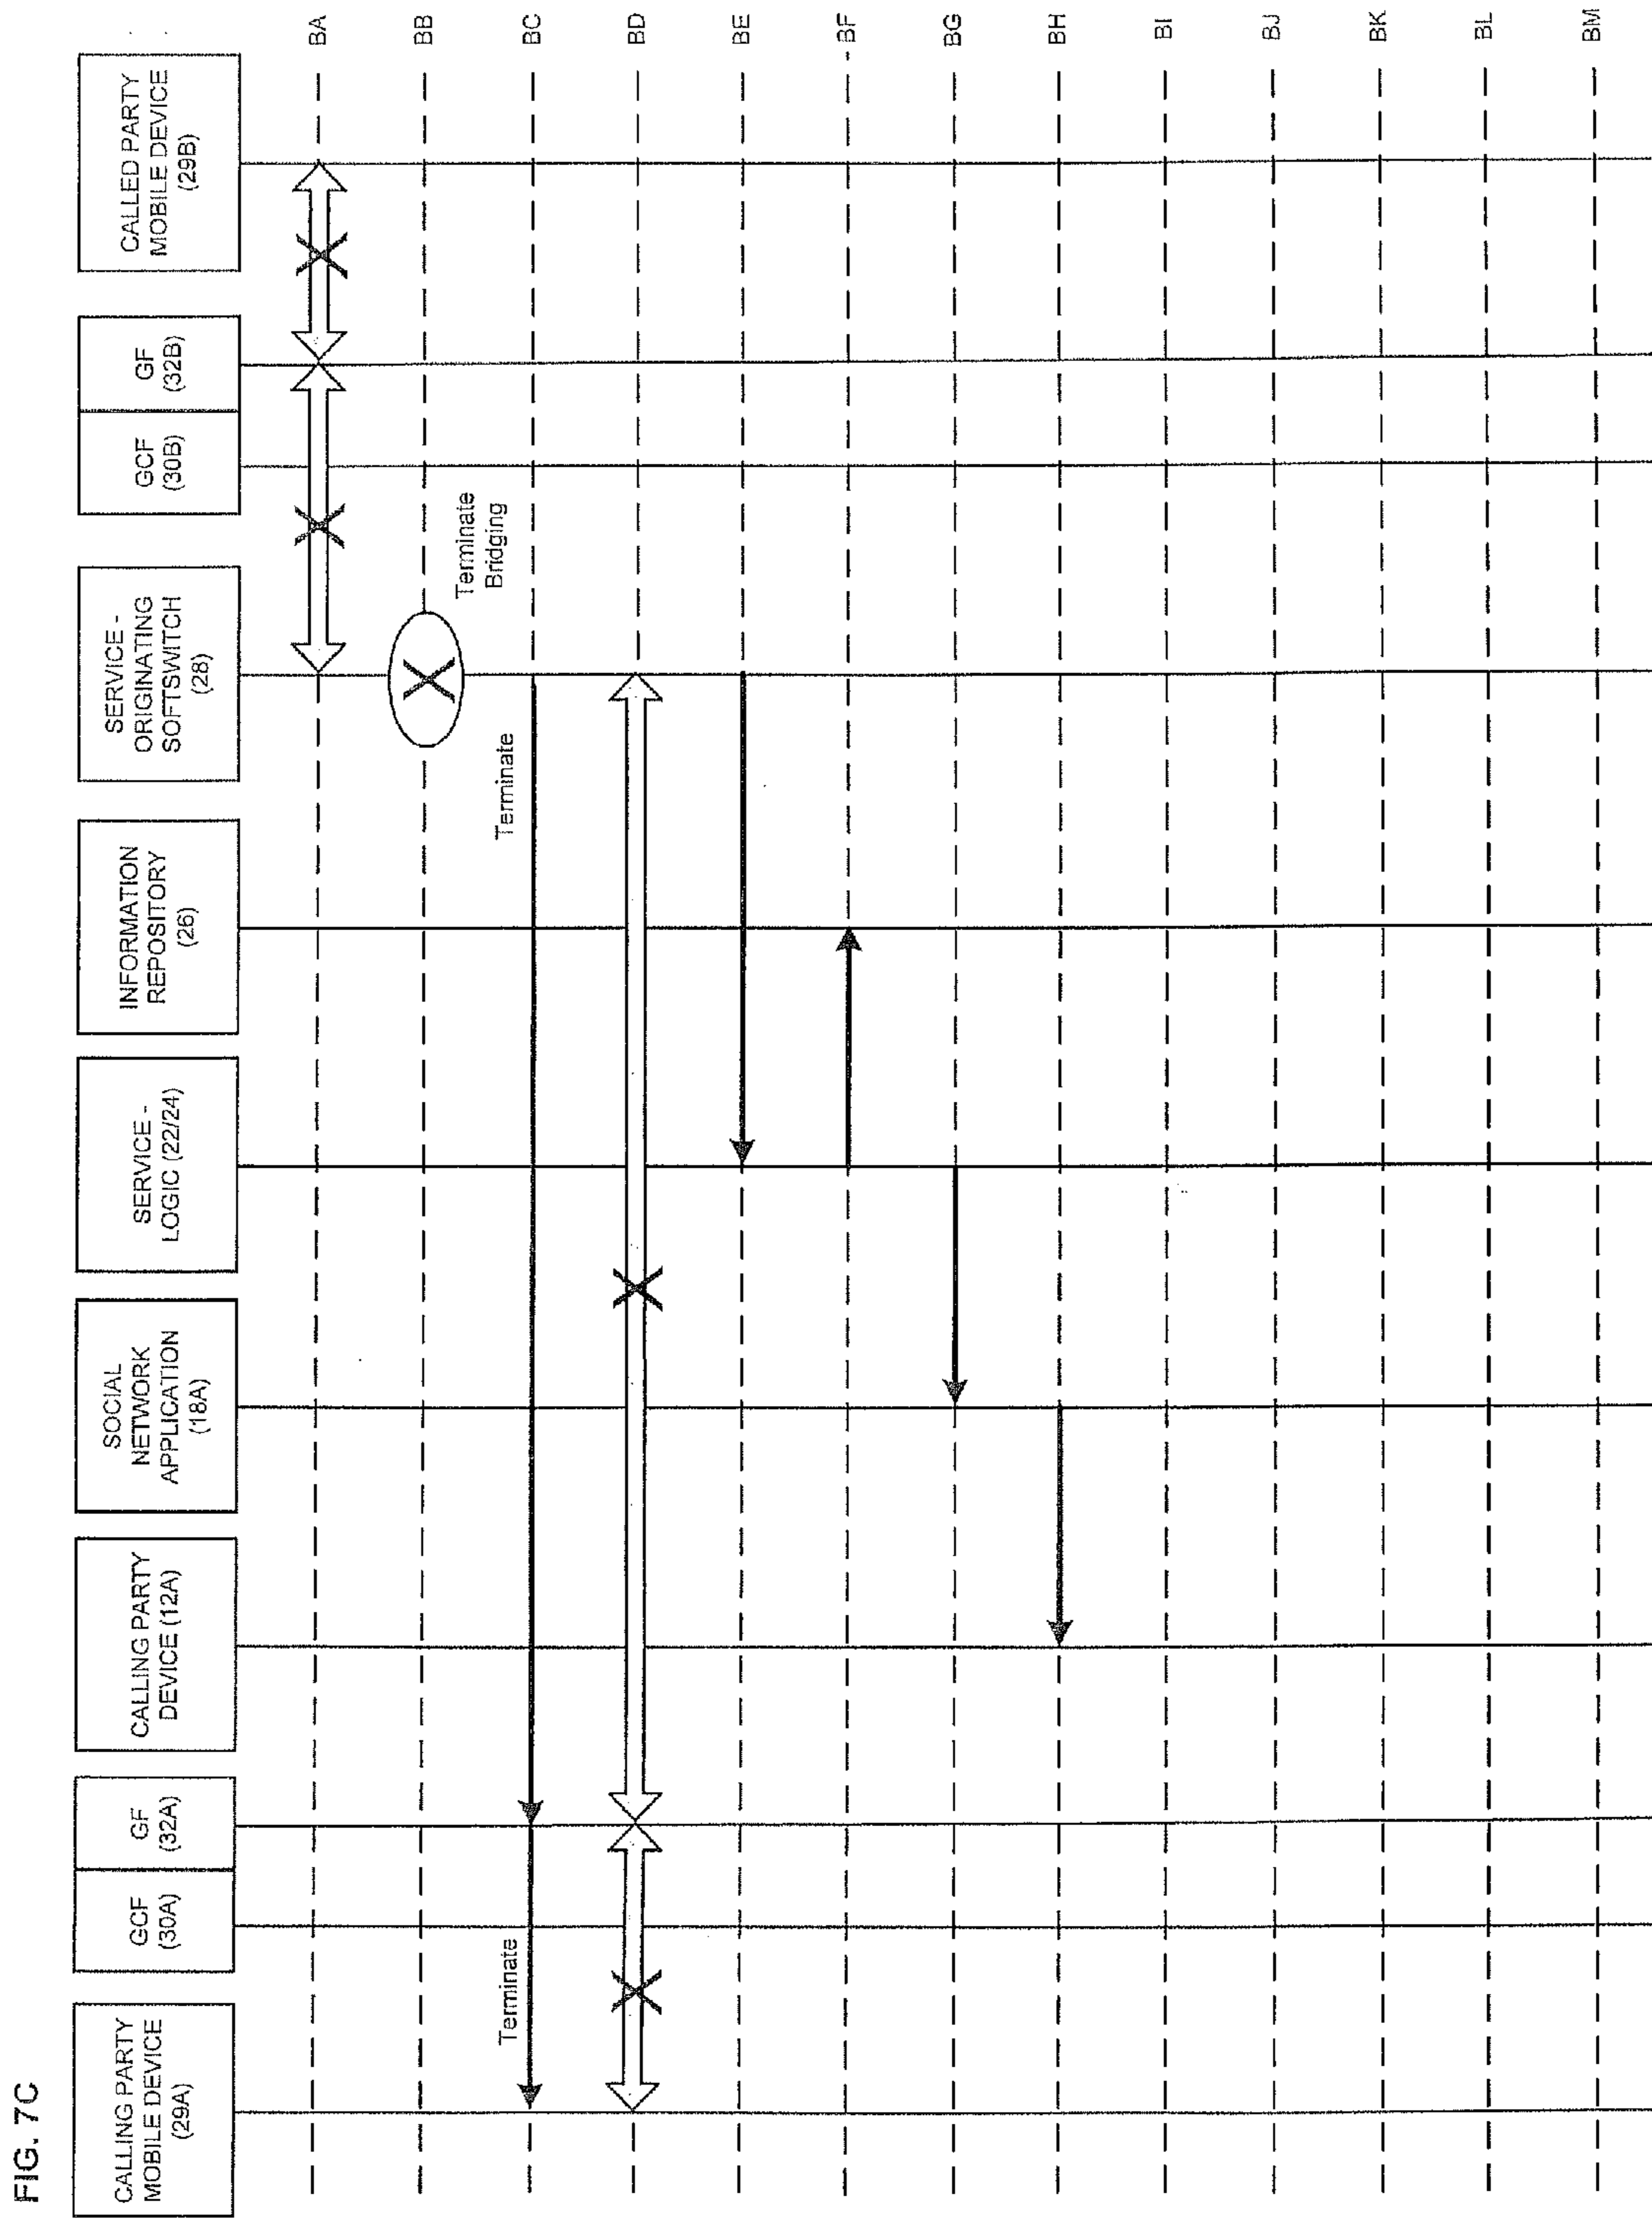 FIG. 7C
CALLING PARTY
MOBILE DEVICE
(29A)
GCF
(30A)
GF
(32A)
CALLING PARTY
DEVICE (12A)
SOCIAL
NETWORK
APPLICATION
(18A)
SERVICE -
LOGIC (22/24)
INFORMATION
REPOSITORY
(26)
SERVICE -
ORIGINATING
SOFTSWITCH
(28)
GCF
(30B)
GF
(32B)
CALLED PARTY
MOBILE DEVICE
(29B)
BA
BB
Terminate
Bridging
Terminate
Terminate
BC
BD
BE
BF
BG
BH
BI
BJ
BK
BL
BM